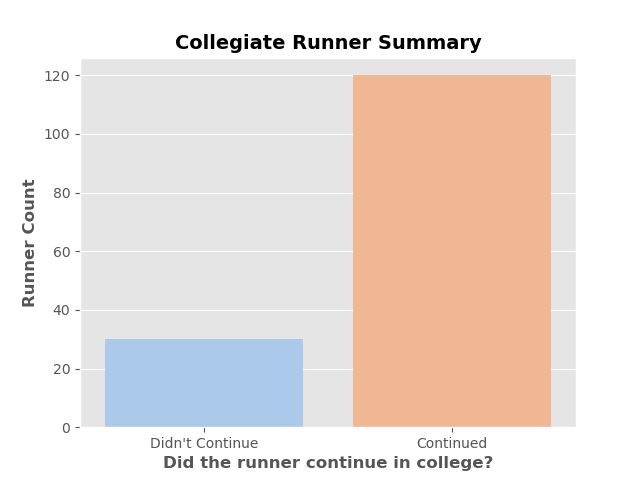 Collegiate Runner Summary
Runner Count
120
100
80
60
40
20
0
Didn't Continue
Continued
Did the runner continue in college?